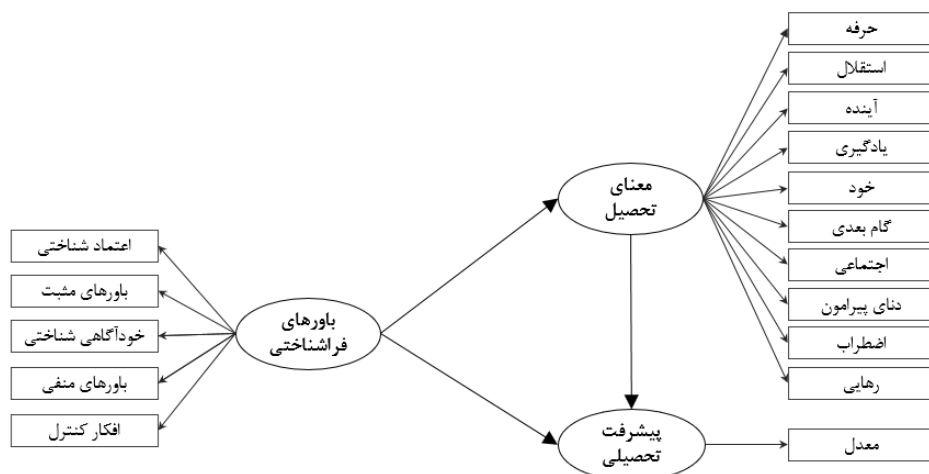 حرفه
استقلال
آینده
یادگیری
خود
گام بعدی
اجتماعی
دنای پیرامون
اضطراب
رهایی
معنای
تحصیل
باورهای
فراشناختی
اعتماد شناختی
باورهای مثبت
خودآگاهی شناختی
باورهای منفی
افکار کنترل
پیشرفت
تحصیلی
معدل